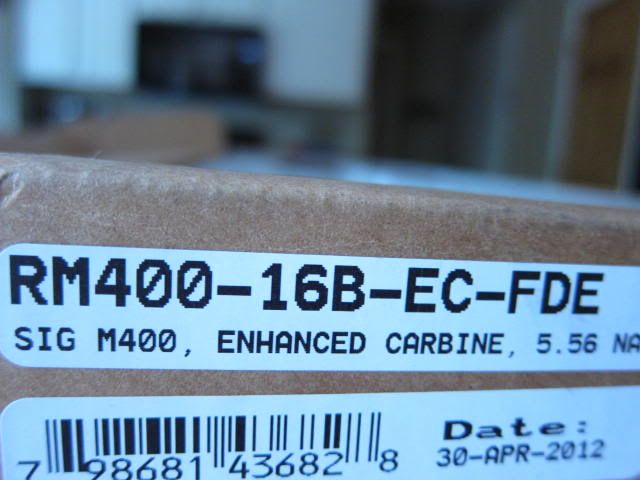 RM400-16B-EC-FDE
SIG M400, ENHANCED CARBINE, 5.56 NA
Date:
30-APR-2012
7 98681 43682 8